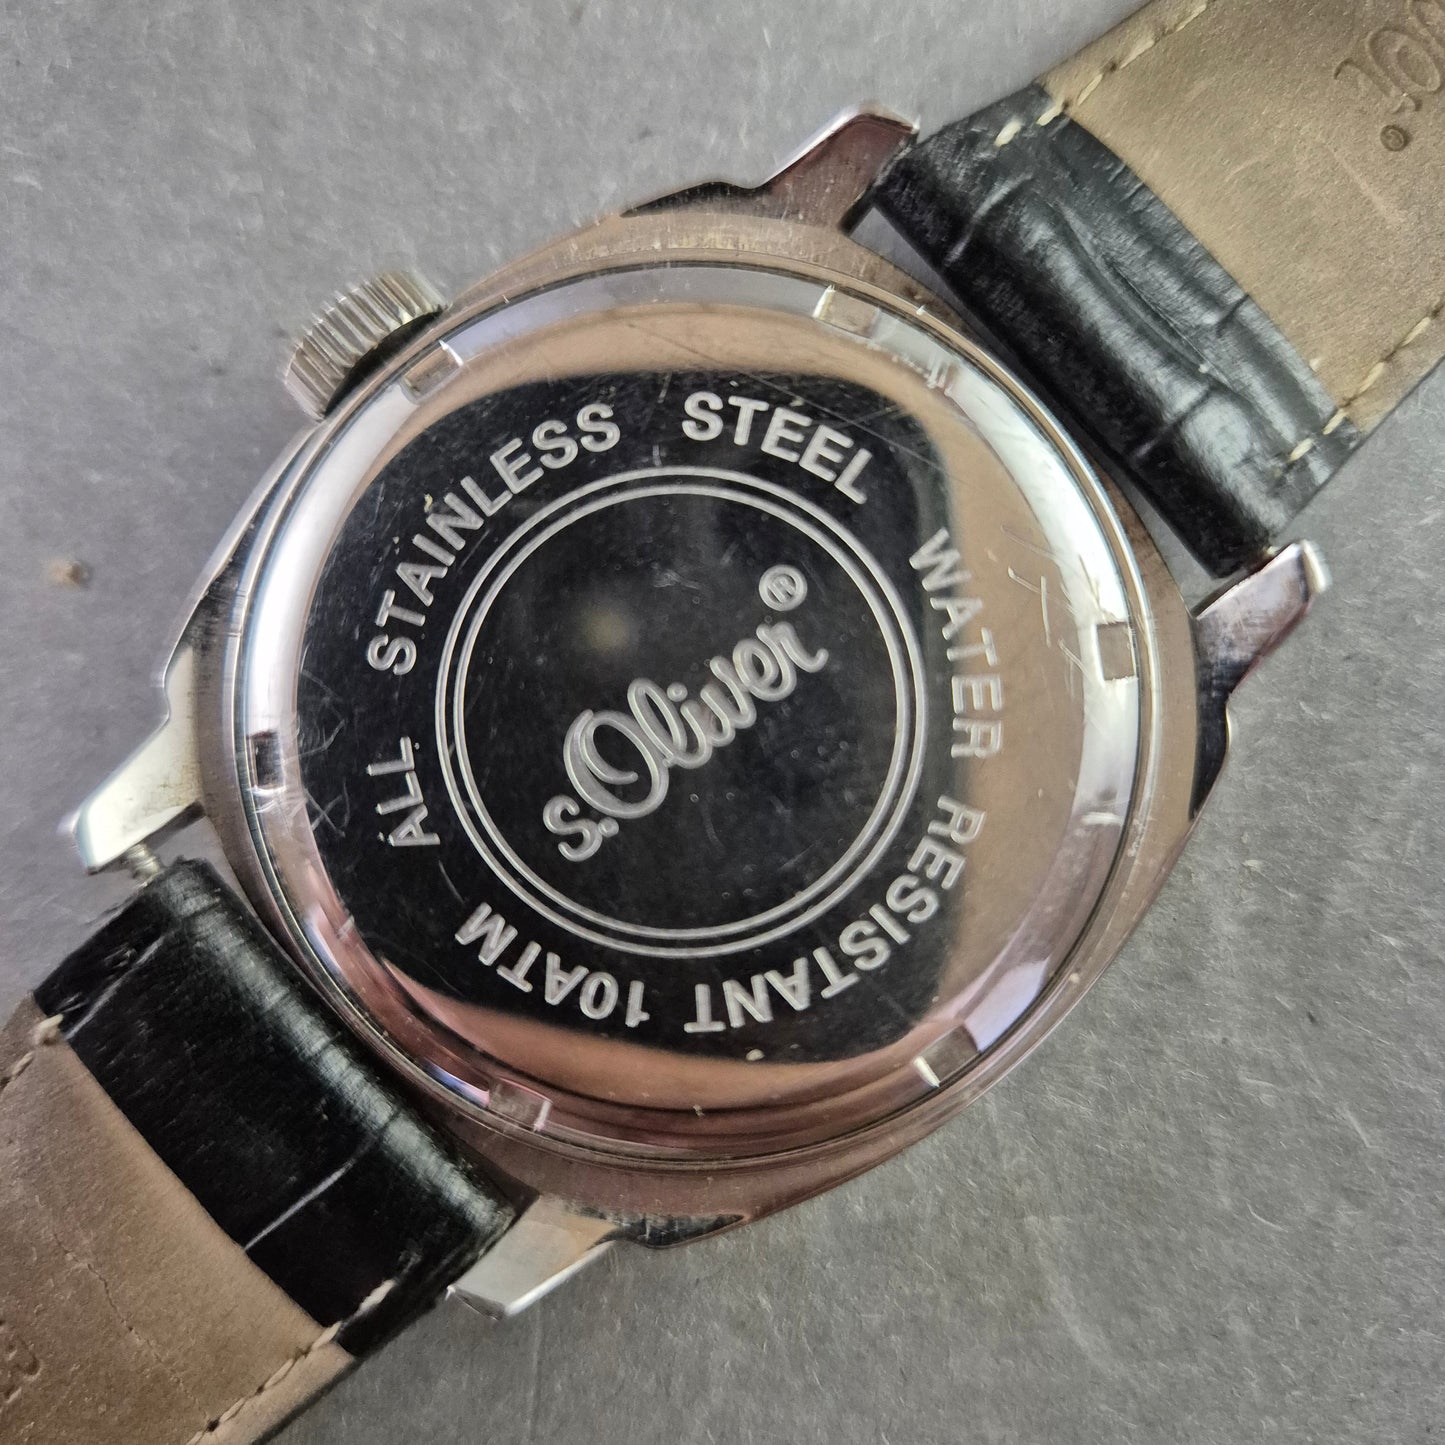 s.Oliver®
ALL STAINLESS STEEL WATER RESISTANT 10ATM